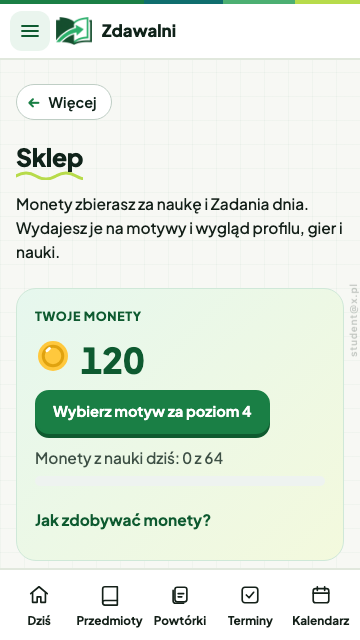 Zdawalni
Więcej
Sklep
Monety zbierasz za naukę i Zadania dnia.
Wydajesz je na motywy i wygląd profilu, gier i
nauki.
student@x.pl
TWOJE MONETY
120
Wybierz motyw za poziom 4
Monety z nauki dziś: 0 z 64
Jak zdobywać monety?
Dziś Przedmioty Powtórki Terminy Kalendarz